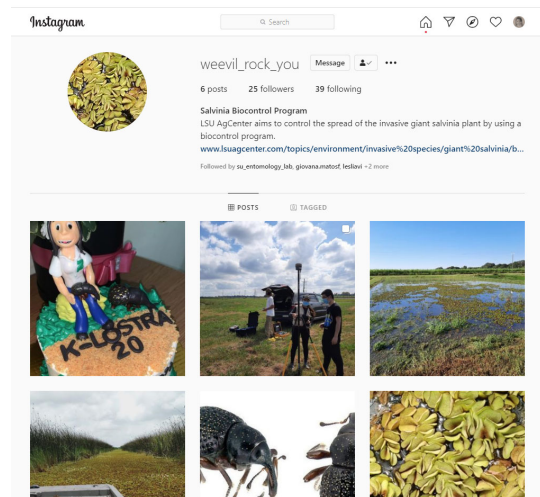 Instagram
Search
weevil_rock_you Message
6 posts 25 followers 39 following
Salvinia Biocontrol Program
LSU AgCenter aims to control the spread of the invasive giant salvinia plant by using a
biocontrol program.
www.lsuagcenter.com/topics/environment/invasive%20species/giant%20salvinia/b...
Followed by su_entomology_lab, giovana.matosf, lesliavi +2 more
POSTS TAGGED
K-LOSTRA
20